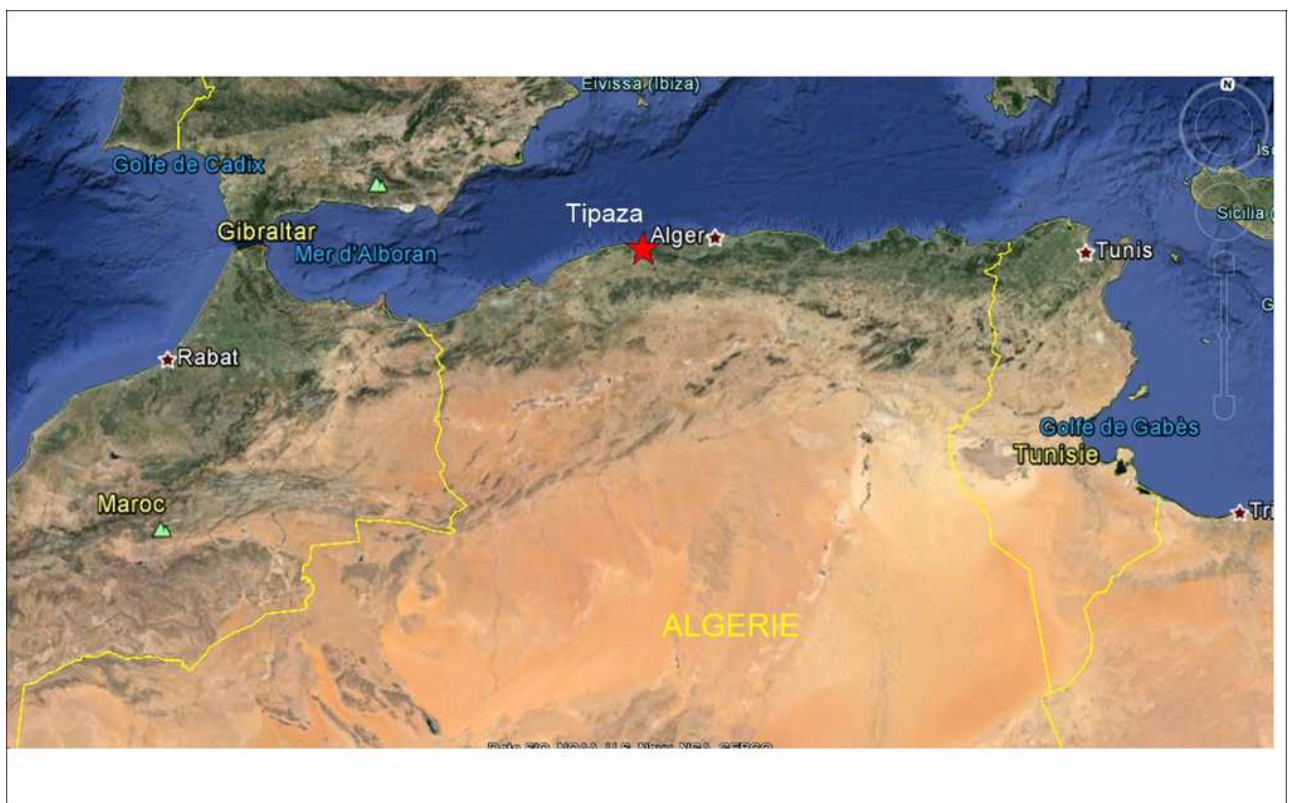 Eivissa (Ibiza)
N
Golfe de Cadix
Sicilia
Tipaza
Gibraltar
Alger
Mer d'Alboran
Tunis
Rabat
Golfe de Gabès
Tunisie
Maroc
Tri
ALGERIE